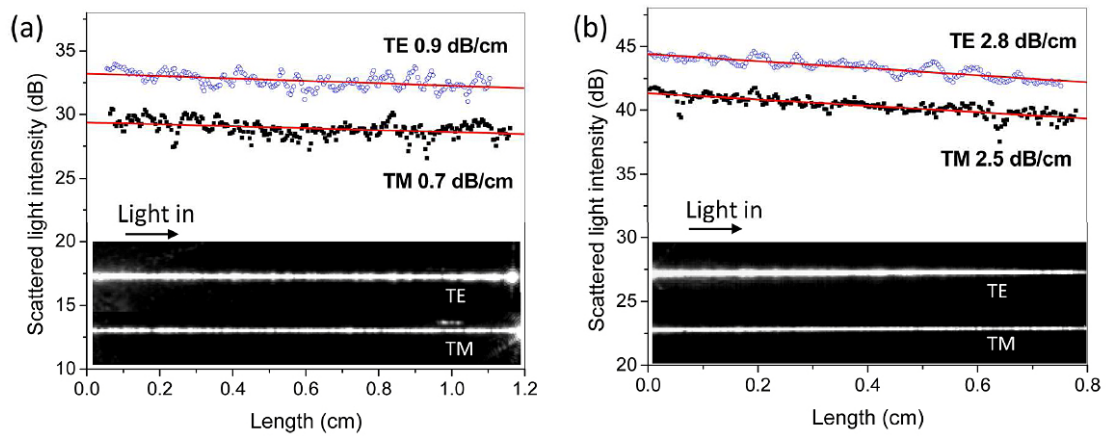 (a)
Scattered light intensity (dB)
35
30
25
20
15
10
TE 0.9 dB/cm
TM 0.7 dB/cm
Light in
TE
TM
0.0 0.2 0.4 0.6 0.8 1.0 1.2
Length (cm)
(b)
Scattered light intensity (dB)
45
40
35
30
25
20
TE 2.8 dB/cm
TM 2.5 dB/cm
Light in
TE
TM
0.0 0.2 0.4 0.6 0.8
Length (cm)